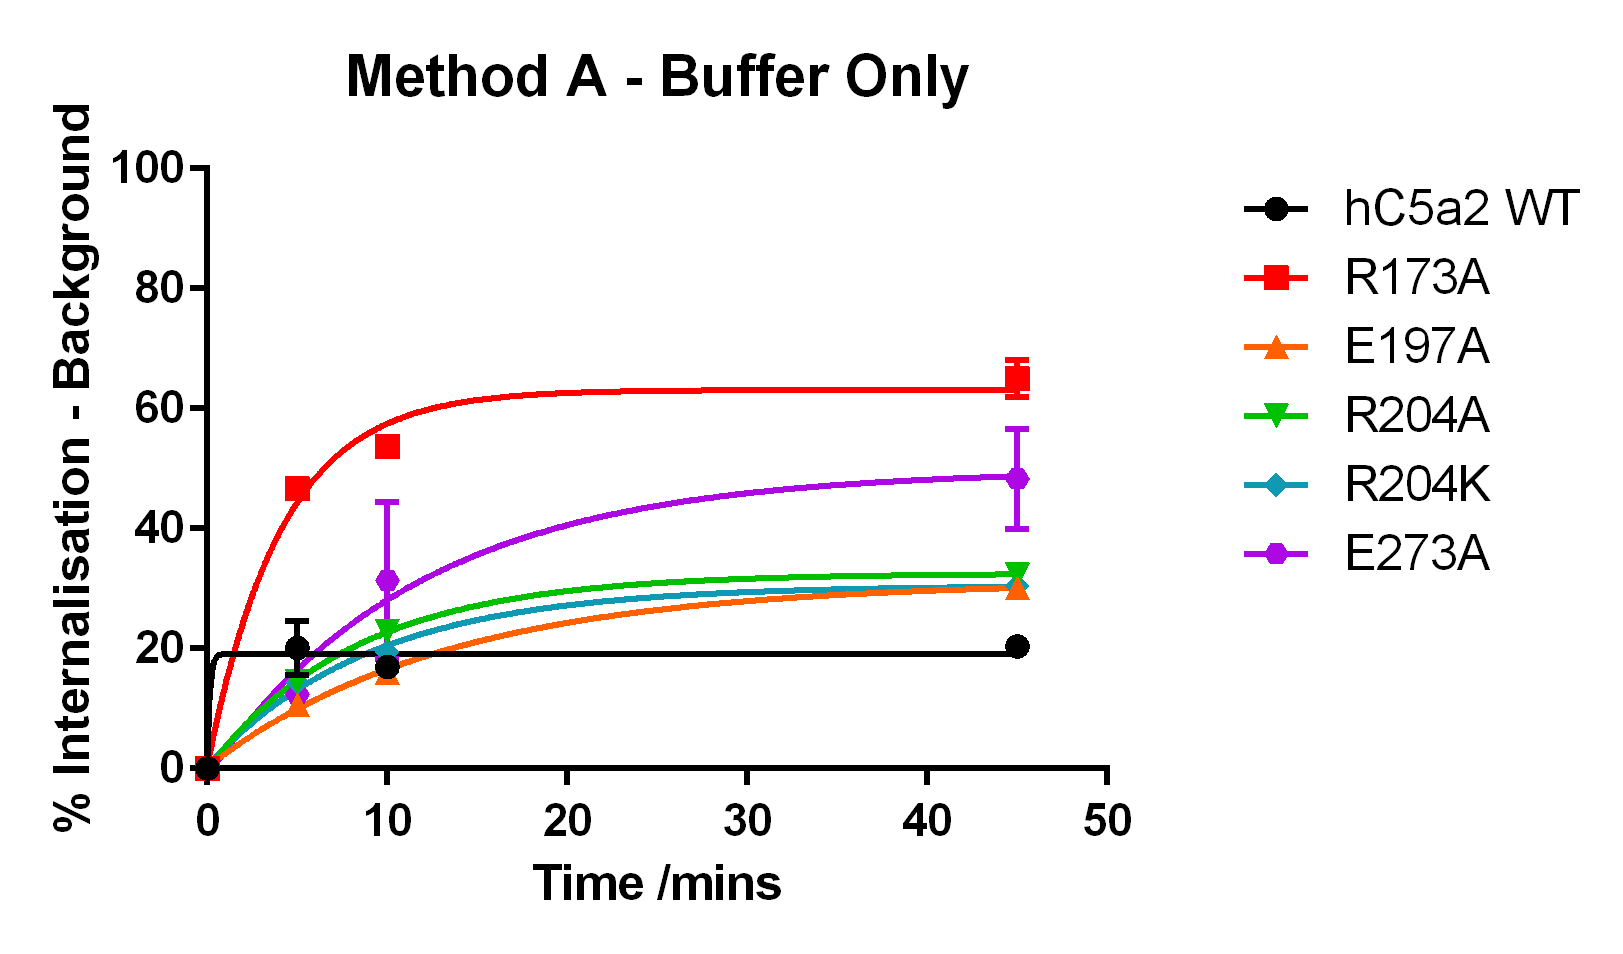 Method A - Buffer Only
% Internalisation - Background
100
80
60
40
20
0
0 10 20 30 40 50
Time /mins
hC5a2 WT
R173A
E197A
R204A
R204K
E273A